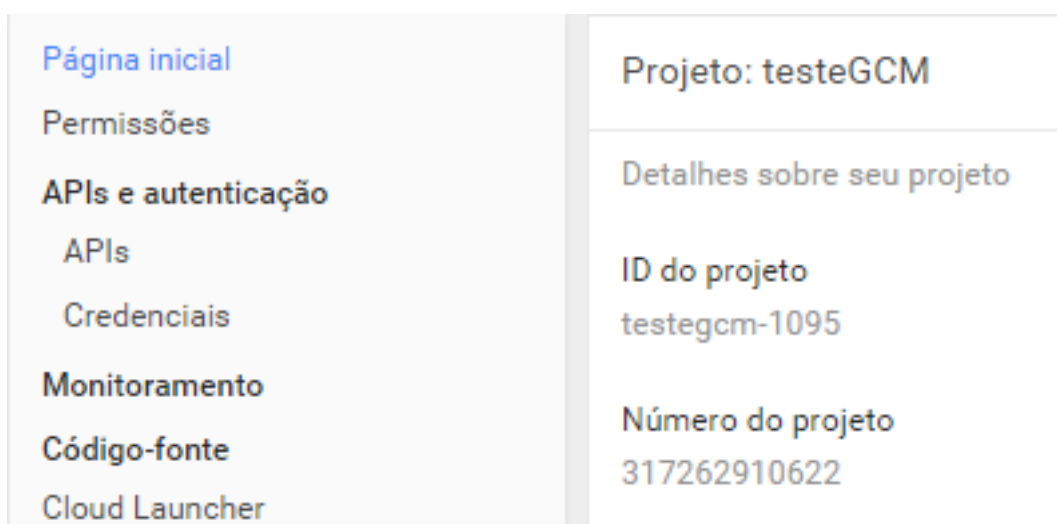 Página inicial
Permissões
APIs e autenticação
APIs
Credenciais
Monitoramento
Código-fonte
Cloud Launcher
Projeto: testeGCM
Detalhes sobre seu projeto
ID do projeto
testegcm-1095
Número do projeto
317262910622